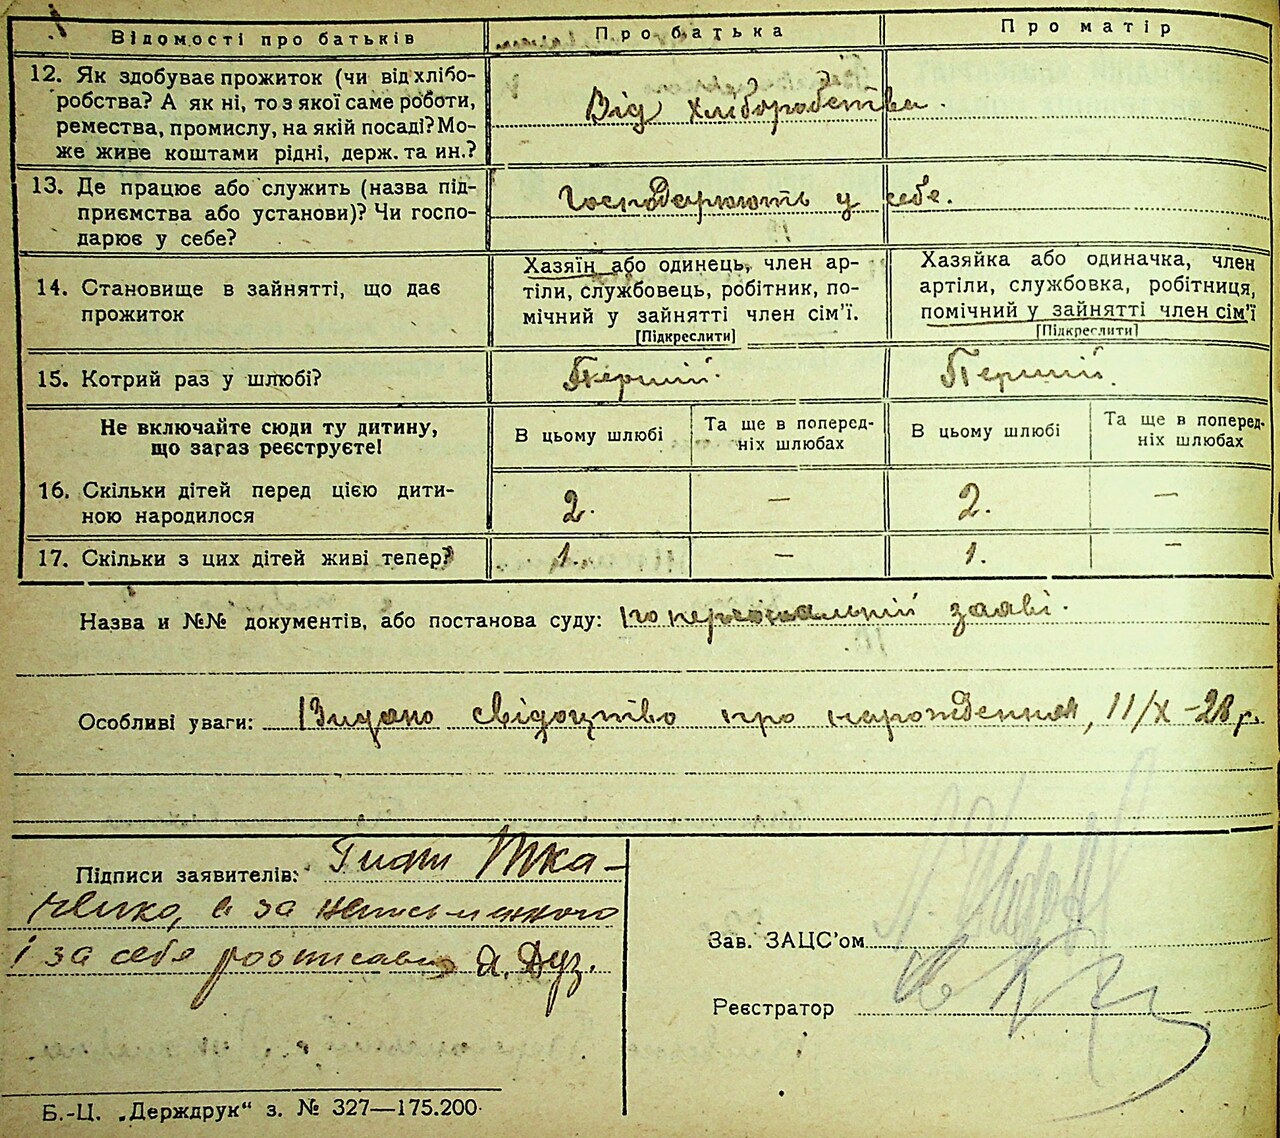 Відомості про батьків
Про батька
Про матір
12. Як здобуває прожиток (чи від хлібо-
робства? А як ні, то з якої саме роботи,
ремества, промислу, на якій посаді? Мо-
же живе коштами рідні, держ. та ин.?
Від хліборобства.
13. Де працює або служить (назва під-
приємства або установи)? Чи госпо-
дарює у себе?
Господарюють у себе.
14. Становище в зайнятті, що дає
прожиток
Хазяїн або одинець, член ар-
тіли, службовець, робітник, по-
мічний у зайнятті член сім'ї.
[Підкреслити]
Хазяйка або одиначка, член
артіли, службовка, робітниця,
помічний у зайнятті член сім'ї
[Підкреслити]
15. Котрий раз у шлюбі?
Перший.
Перший.
Не включайте сюди ту дитину,
що загаз реєструєте!
В цьому шлюбі
Та ще в поперед-
ніх шлюбах
В цьому шлюбі
Та ще в поперед-
ніх шлюбах
16. Скільки дітей перед цією дити-
ною народилося
2. — 2. —
17. Скільки з цих дітей живі тепер?
1. — 1. —
Назва и №№ документів, або постанова суду: по персональній заяві.
Особливі уваги: Видано свідоцтво про нарождення, 11/X -28 р.
Підписи заявителів: Гнат Тка-
ченко, а за неписьменного
і за себе розписався Д. Дуз.
Зав. ЗАЦС'ом
Реєстратор
Б.-Ц. „Держдрук" з. № 327—175.200